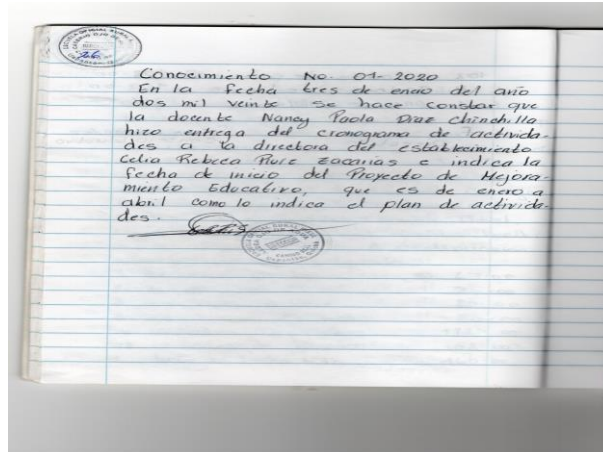 26
Conocimiento No. 01-2020
En la Fecha tres de enero del año
dos mil veinte se hace constar que
la docente Nancy Paola Díaz Chinchilla
hizo entrega del cronograma de activida-
des a la directora del establecimiento
Celia Rebeca zacarias e indica la
fecha de inicio del Proyecto de Mejora-
miento Educativo, que es de enero a
abril como lo indica el plan de activida-
des.